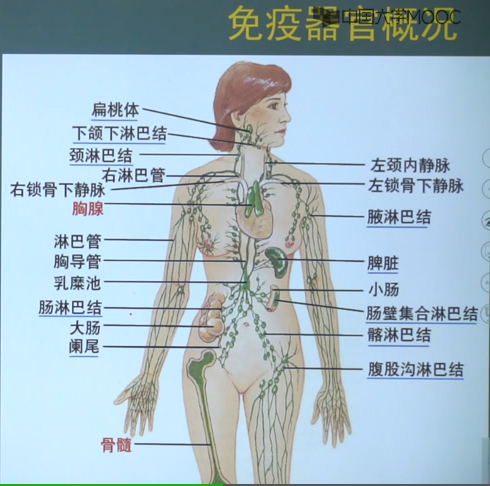 免疫器官概况
中国大学MOOC
扁桃体
下颌下淋巴结
颈淋巴结
右淋巴管
右锁骨下静脉
胸腺
淋巴管
胸导管
乳糜池
肠淋巴结
大肠
阑尾
骨髓
左颈内静脉
左锁骨下静脉
腋淋巴结
脾脏
小肠
肠壁集合淋巴结
髂淋巴结
腹股沟淋巴结